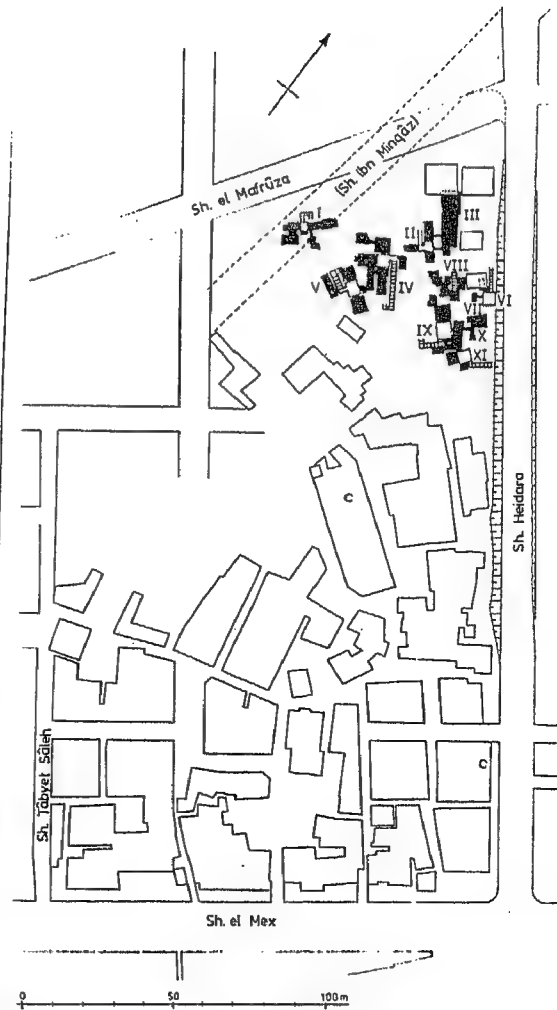 (Sh. Ibn Minqâz)
Sh. el Mafrûza
I
III
II
VIII
V
IV
VI
VII
IX
X
XI
C
Sh. Heidara
C
Sh. Tâbyet Sâleh
Sh. el Mex
0 50 100 m